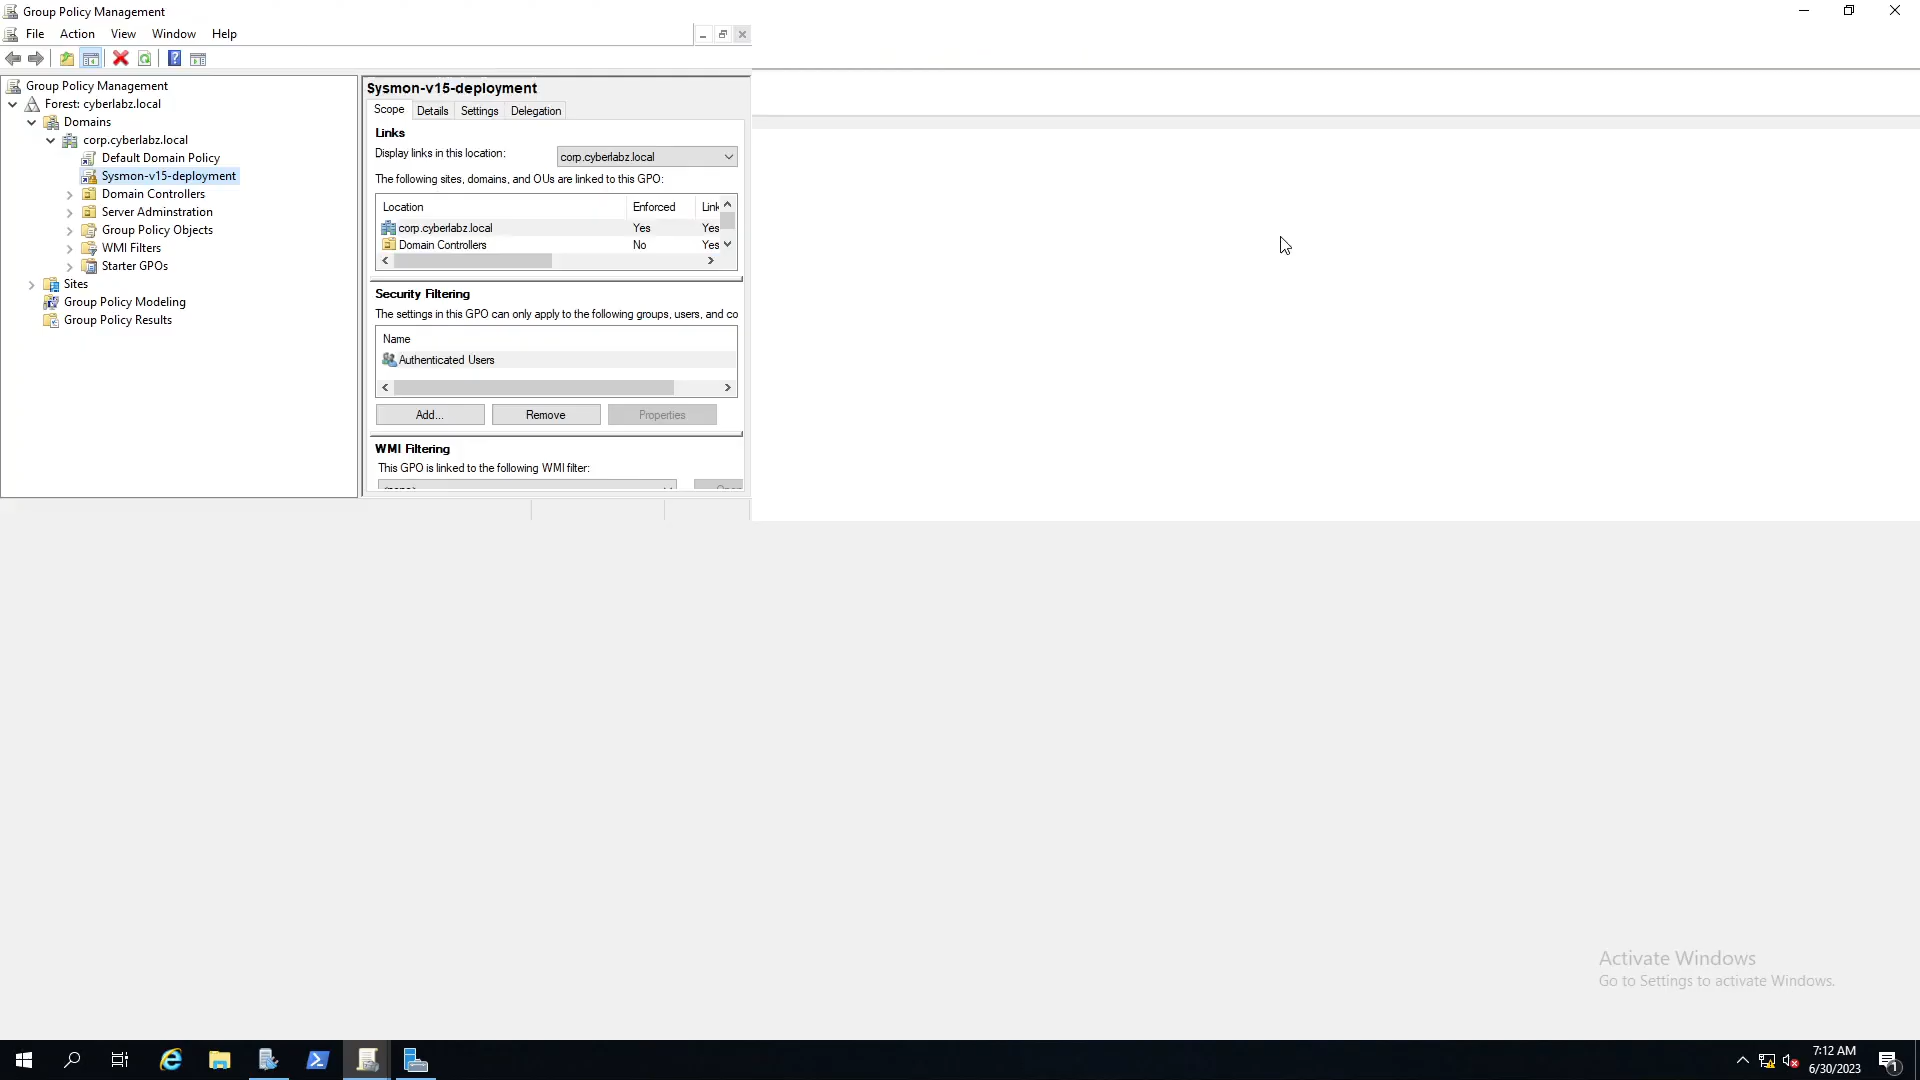 Group Policy Management
File Action View Window Help
Group Policy Management
Forest: cyberlabz.local
Domains
corp.cyberlabz.local
Default Domain Policy
Sysmon-v15-deployment
Domain Controllers
Server Adminstration
Group Policy Objects
WMI Filters
Starter GPOs
Sites
Group Policy Modeling
Group Policy Results
Sysmon-v15-deployment
Scope Details Settings Delegation
Links
Display links in this location: corp.cyberlabz.local
The following sites, domains, and OUs are linked to this GPO:
Location Enforced Link
corp.cyberlabz.local Yes Yes
Domain Controllers No Yes
Security Filtering
The settings in this GPO can only apply to the following groups, users, and co
Name
Authenticated Users
Add... Remove Properties
WMI Filtering
This GPO is linked to the following WMI filter:
Activate Windows
Go to Settings to activate Windows.
7:12 AM
6/30/2023
1